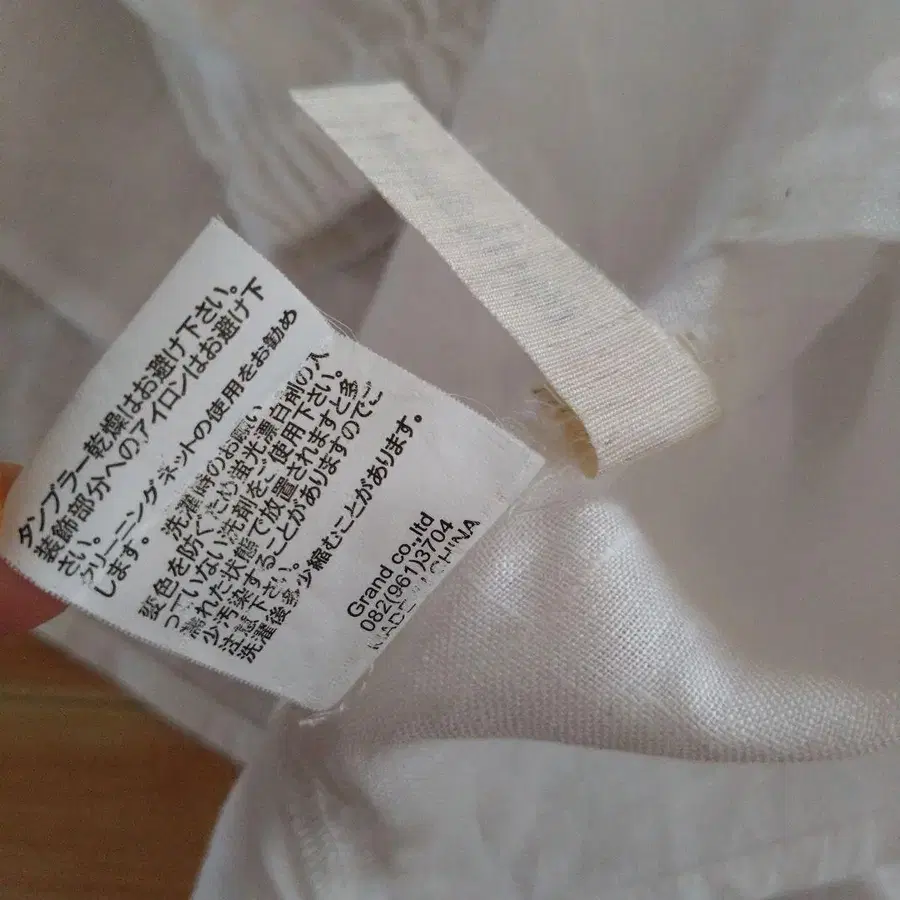 タンブラー乾燥はお避け下さい。
装飾部分へのアイロンはお避け下
さい。
クリーニングネットの使用をお勧め
します。
洗濯時のお願い
変色を防ぐため蛍光漂白剤の入
っていない洗剤をご使用下さい。
濡れた状態で放置されますと多
少汚染することがありますのでご
注意下さい。
洗濯後多少縮むことがあります。
Grand co.,ltd
082(961)3704
MADE IN CHINA